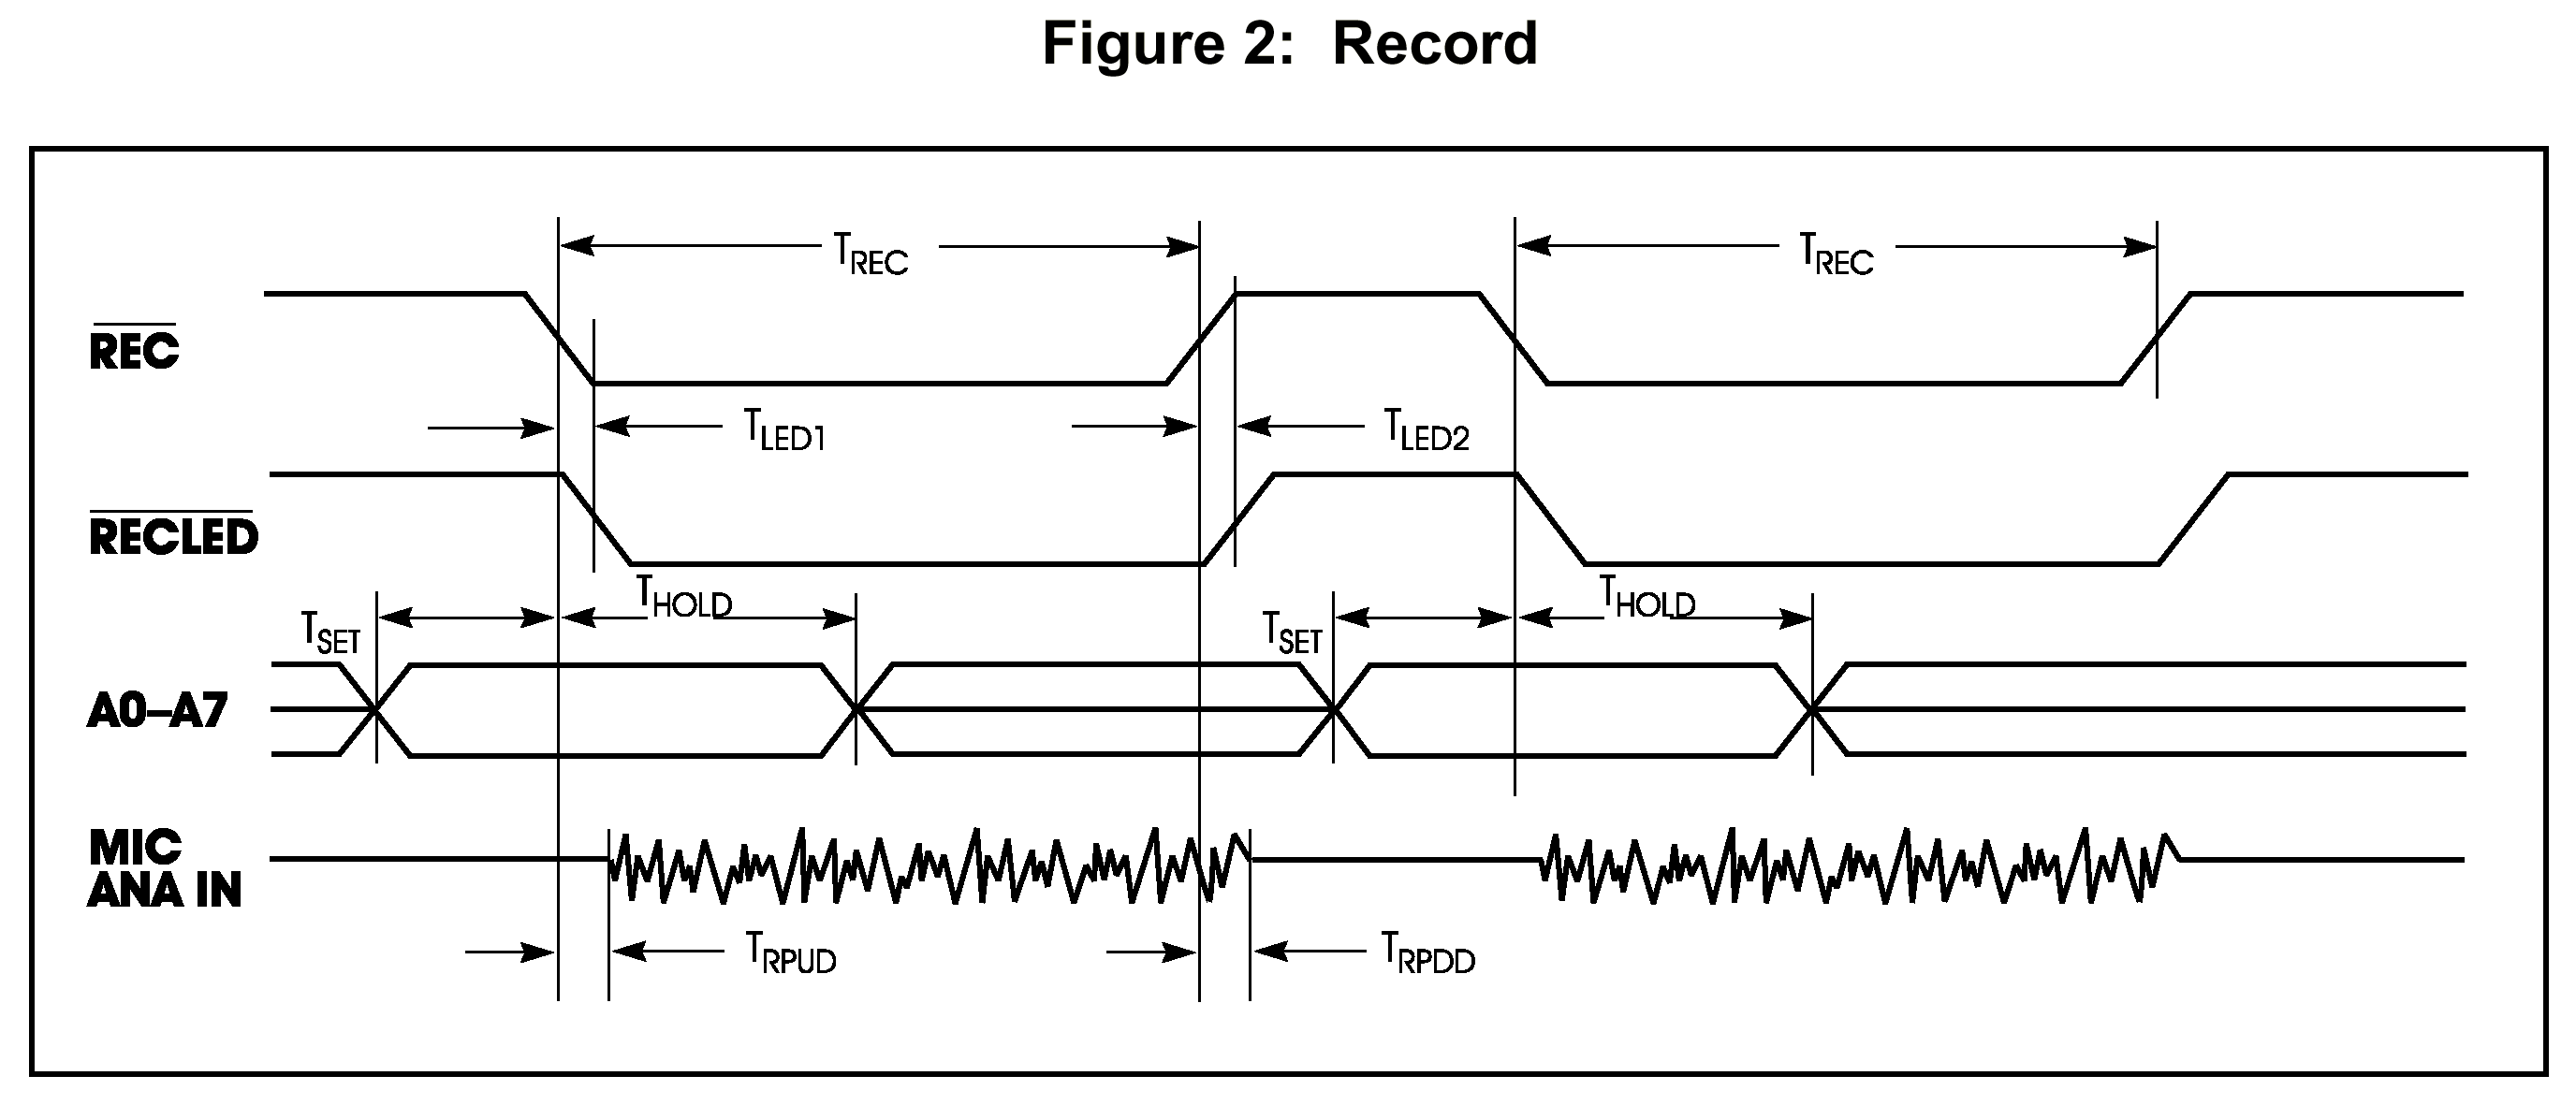 Figure 2: Record
TREC TREC
REC
TLED1 TLED2
RECLED
THOLD THOLD
TSET TSET
A0–A7
MIC
ANA IN
TRPUD TRPDD